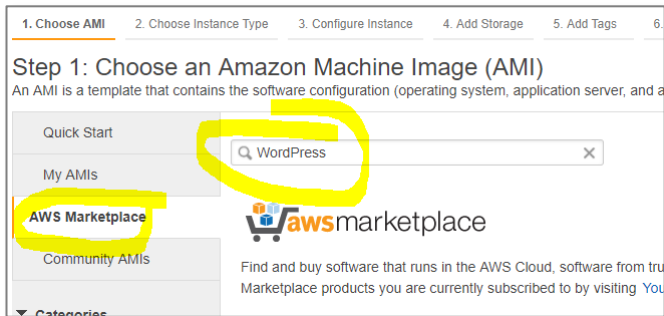 1. Choose AMI 2. Choose Instance Type 3. Configure Instance 4. Add Storage 5. Add Tags 6.
Step 1: Choose an Amazon Machine Image (AMI)
An AMI is a template that contains the software configuration (operating system, application server, and a
Quick Start
My AMIs
AWS Marketplace
Community AMIs
Categories
WordPress
awsmarketplace
Find and buy software that runs in the AWS Cloud, software from tru
Marketplace products you are currently subscribed to by visiting You